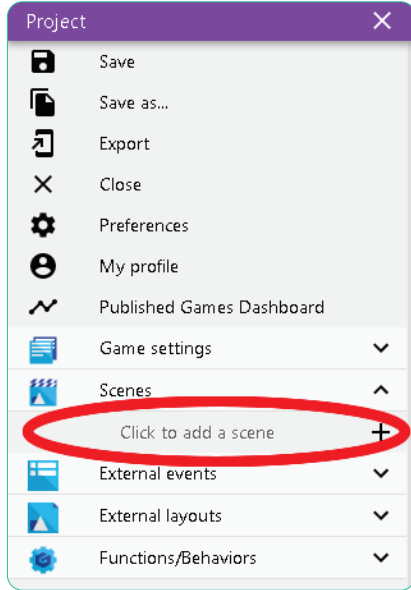 Project
Save
Save as...
Export
Close
Preferences
My profile
Published Games Dashboard
Game settings
Scenes
Click to add a scene
External events
External layouts
Functions/Behaviors